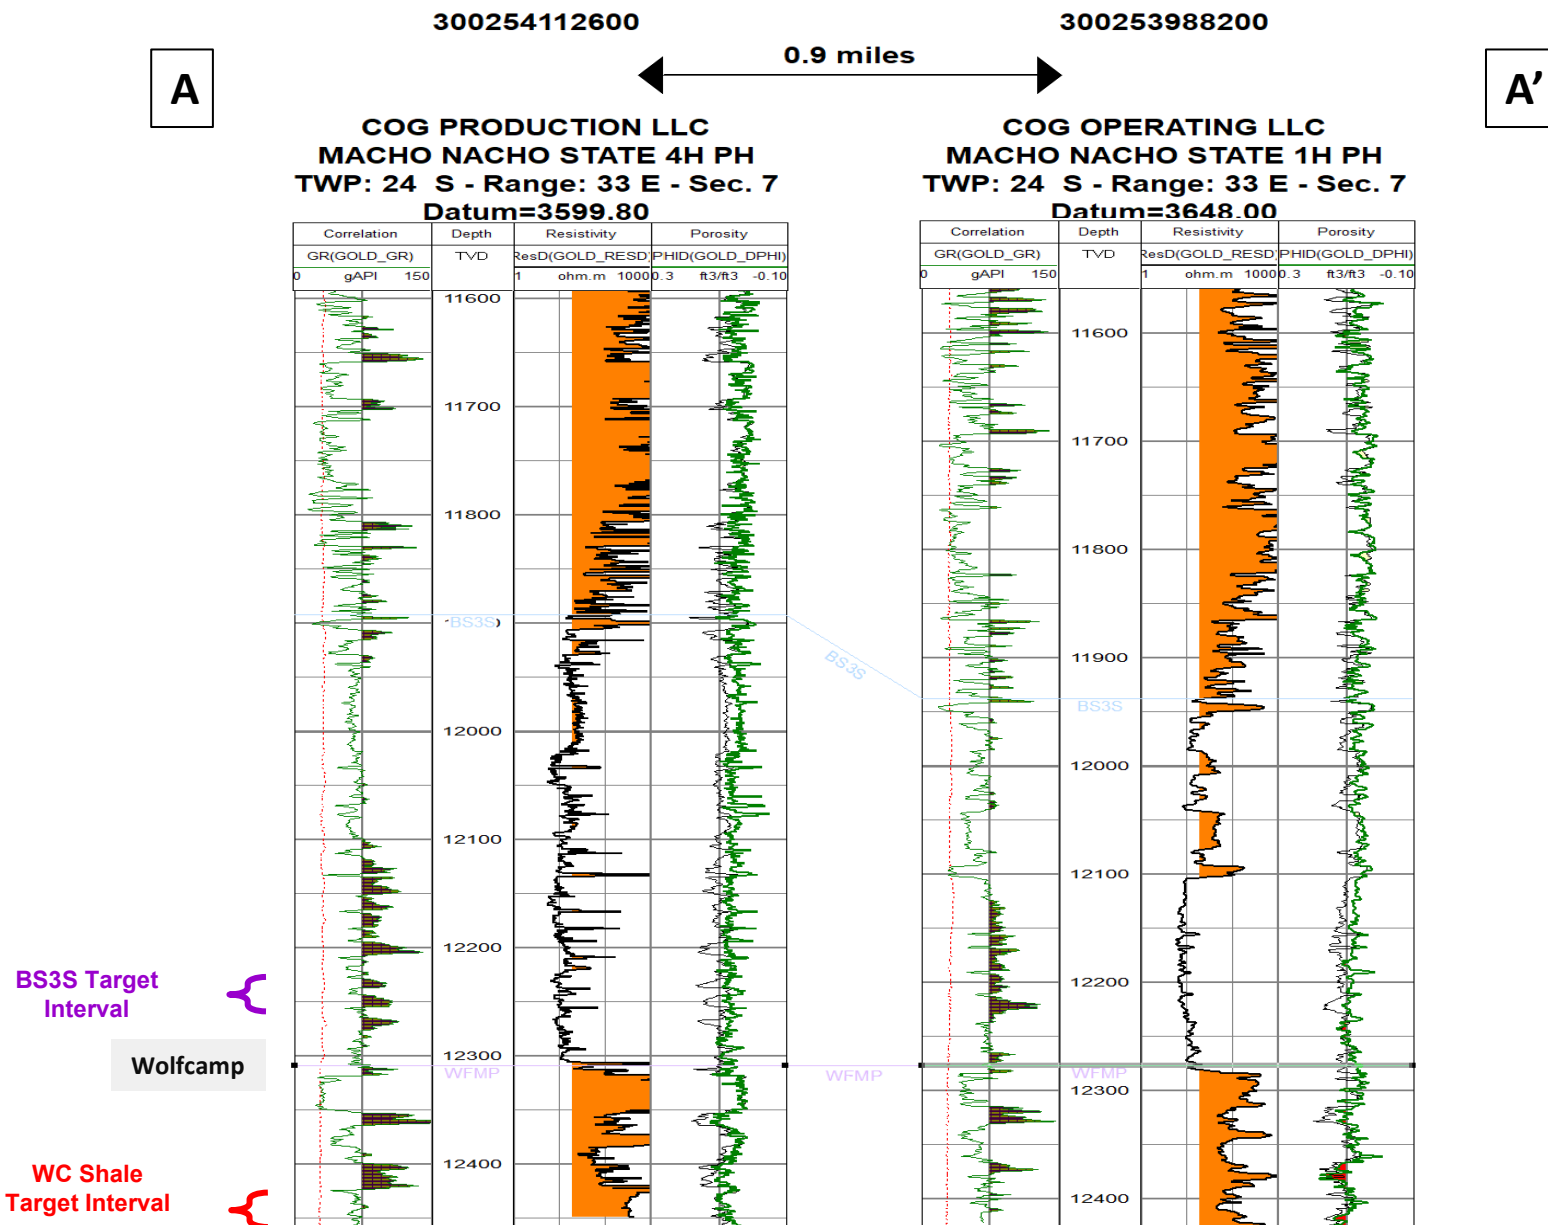 300254112600
300253988200
0.9 miles
A
A’
COG PRODUCTION LLC
MACHO NACHO STATE 4H PH
TWP: 24 S - Range: 33 E - Sec. 7
Datum=3599.80
COG OPERATING LLC
MACHO NACHO STATE 1H PH
TWP: 24 S - Range: 33 E - Sec. 7
Datum=3648.00
Correlation Depth Resistivity Porosity
GR(GOLD_GR) TVD ResD(GOLD_RESD) PHID(GOLD_DPHI)
0 gAPI 150 1 ohm.m 1000 0.3 ft3/ft3 -0.10
Correlation Depth Resistivity Porosity
GR(GOLD_GR) TVD ResD(GOLD_RESD) PHID(GOLD_DPHI)
0 gAPI 150 1 ohm.m 1000 0.3 ft3/ft3 -0.10
11600
11700
11800
BS3S
12000
12100
12200
12300
WFMP
12400
BS3S
WFMP
11600
11700
11800
11900
BS3S
12000
12100
12200
WFMP
12300
12400
BS3S Target
Interval
Wolfcamp
WC Shale
Target Interval